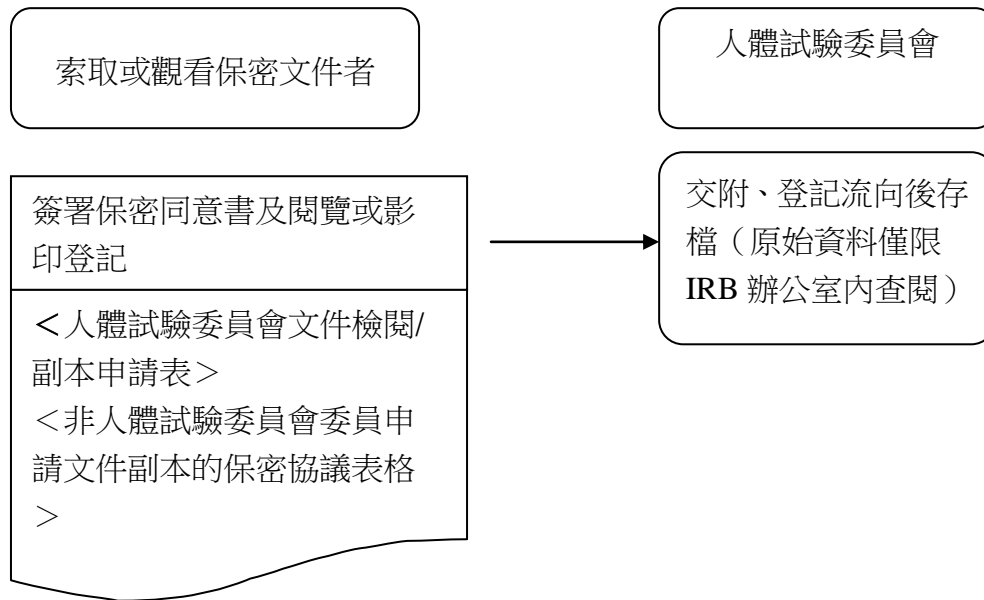 索取或觀看保密文件者
人體試驗委員會
簽署保密同意書及閱覽或影
印登記
＜人體試驗委員會文件檢閱/
副本申請表＞
＜非人體試驗委員會委員申
請文件副本的保密協議表格
＞
交附、登記流向後存
檔（原始資料僅限
IRB 辦公室內查閱）